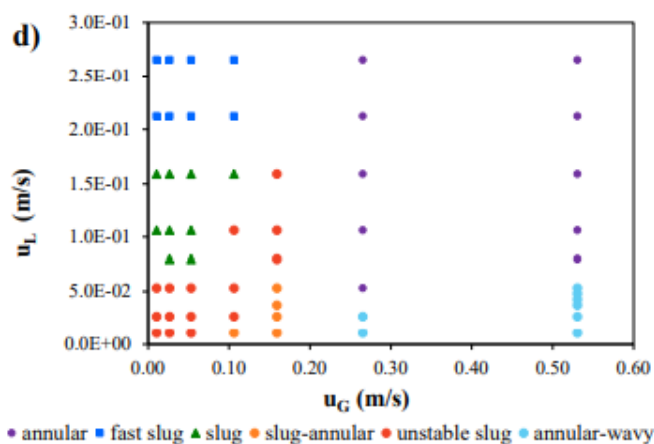 d)
3.0E-01
2.5E-01
2.0E-01
1.5E-01
1.0E-01
5.0E-02
0.0E+00
u_L (m/s)
0.00 0.10 0.20 0.30 0.40 0.50 0.60
u_G (m/s)
annular fast slug slug slug-annular unstable slug annular-wavy